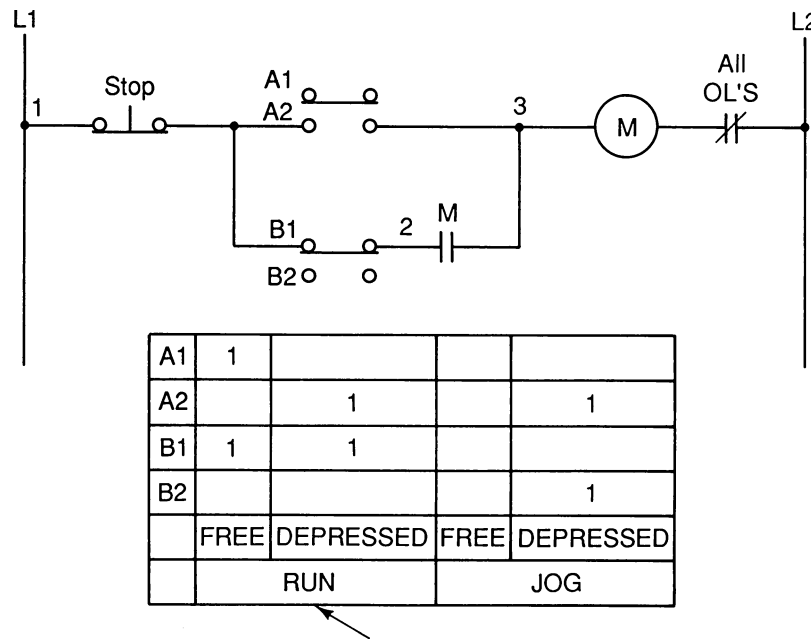 L1
L2
1
Stop
A1
A2
3
M
All
OL'S
B1
2
M
B2
A1 1
A2 1 1
B1 1 1
B2 1
FREE DEPRESSED FREE DEPRESSED
RUN JOG